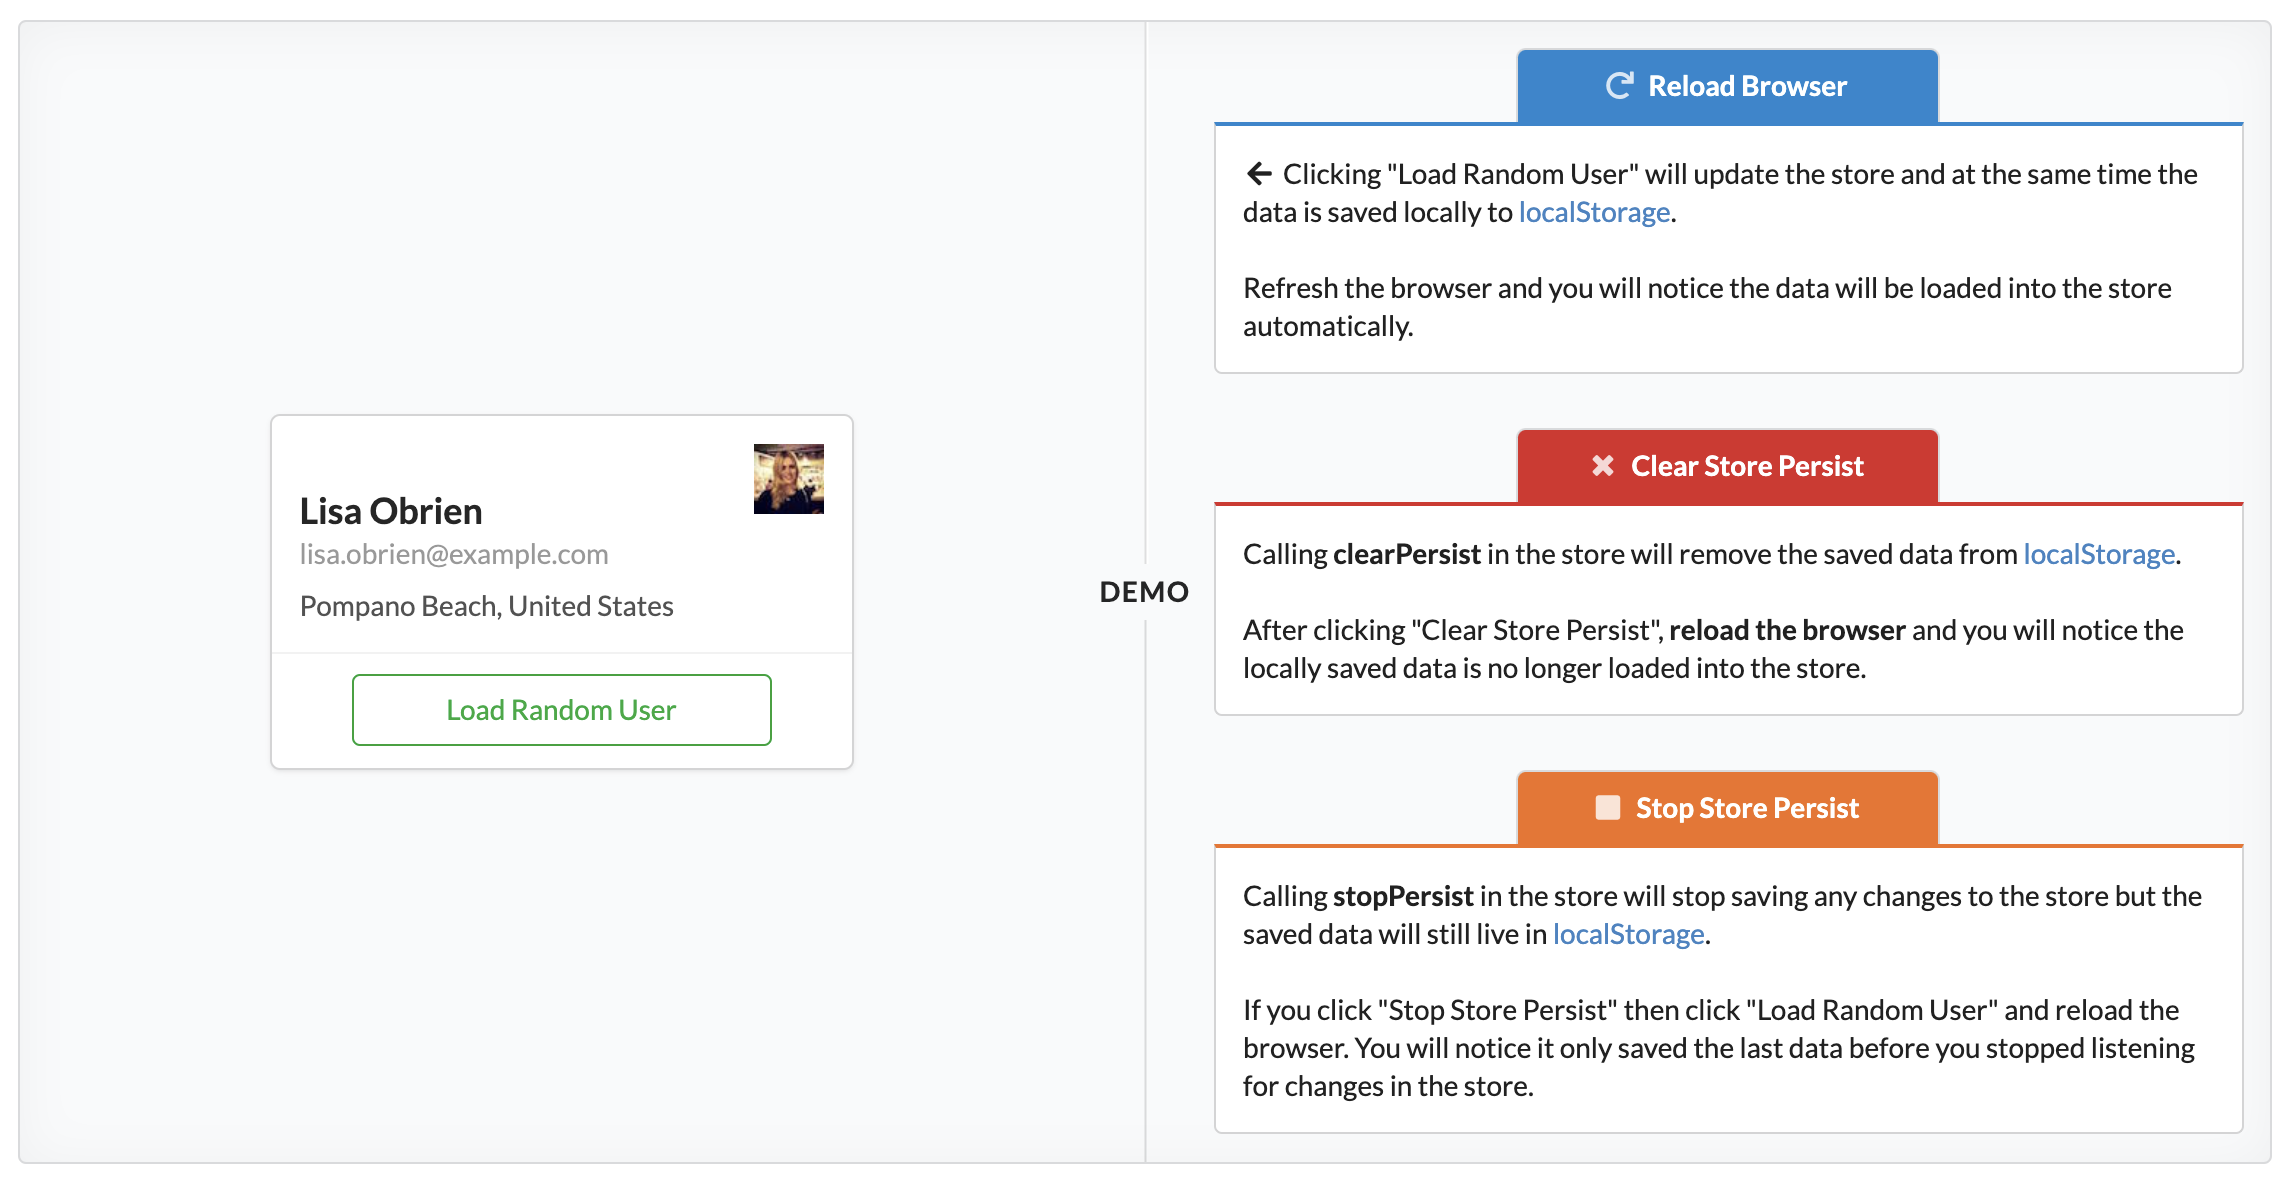 Lisa Obrien
lisa.obrien@example.com
Pompano Beach, United States
Load Random User
DEMO
Reload Browser
Clicking "Load Random User" will update the store and at the same time the
data is saved locally to localStorage.
Refresh the browser and you will notice the data will be loaded into the store
automatically.
Clear Store Persist
Calling clearPersist in the store will remove the saved data from localStorage.
After clicking "Clear Store Persist", reload the browser and you will notice the
locally saved data is no longer loaded into the store.
Stop Store Persist
Calling stopPersist in the store will stop saving any changes to the store but the
saved data will still live in localStorage.
If you click "Stop Store Persist" then click "Load Random User" and reload the
browser. You will notice it only saved the last data before you stopped listening
for changes in the store.